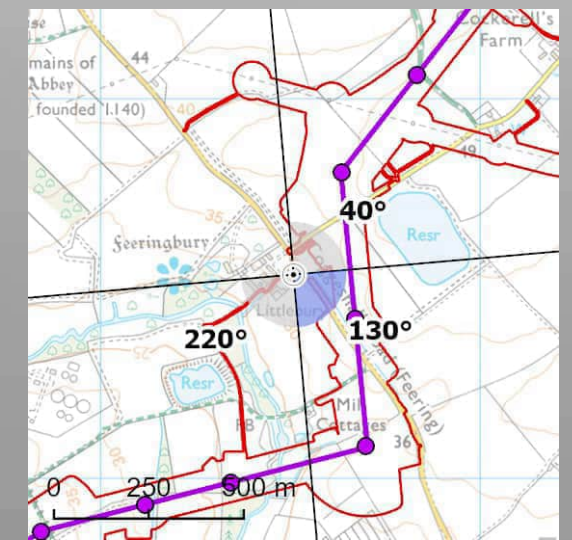 Cockerell's
Farm
mains of
Abbey
founded 1140)
44
40
49
35
40°
Resr
Feeringbury
Littlebury
220°
130°
25
Resr
Mill
Cottages
FB
Feering)
36
30
35
0 250 500 m